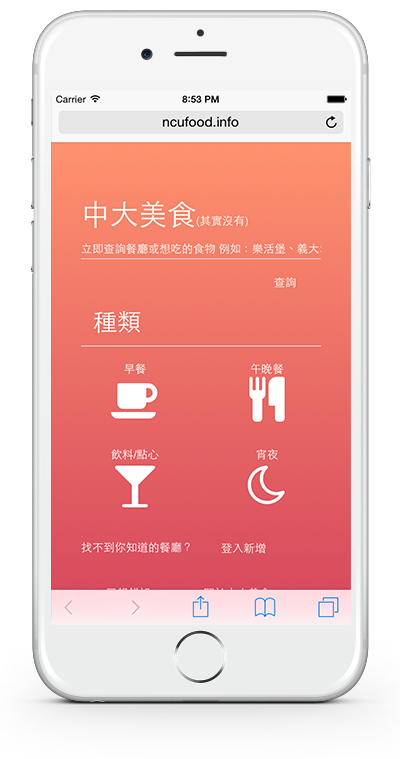 Carrier 8:53 PM
ncufood.info
中大美食(其實沒有)
立即查詢餐廳或想吃的食物 例如：樂活堡、義大
查詢
種類
早餐 午晚餐
飲料/點心 宵夜
找不到你知道的餐廳？ 登入新增